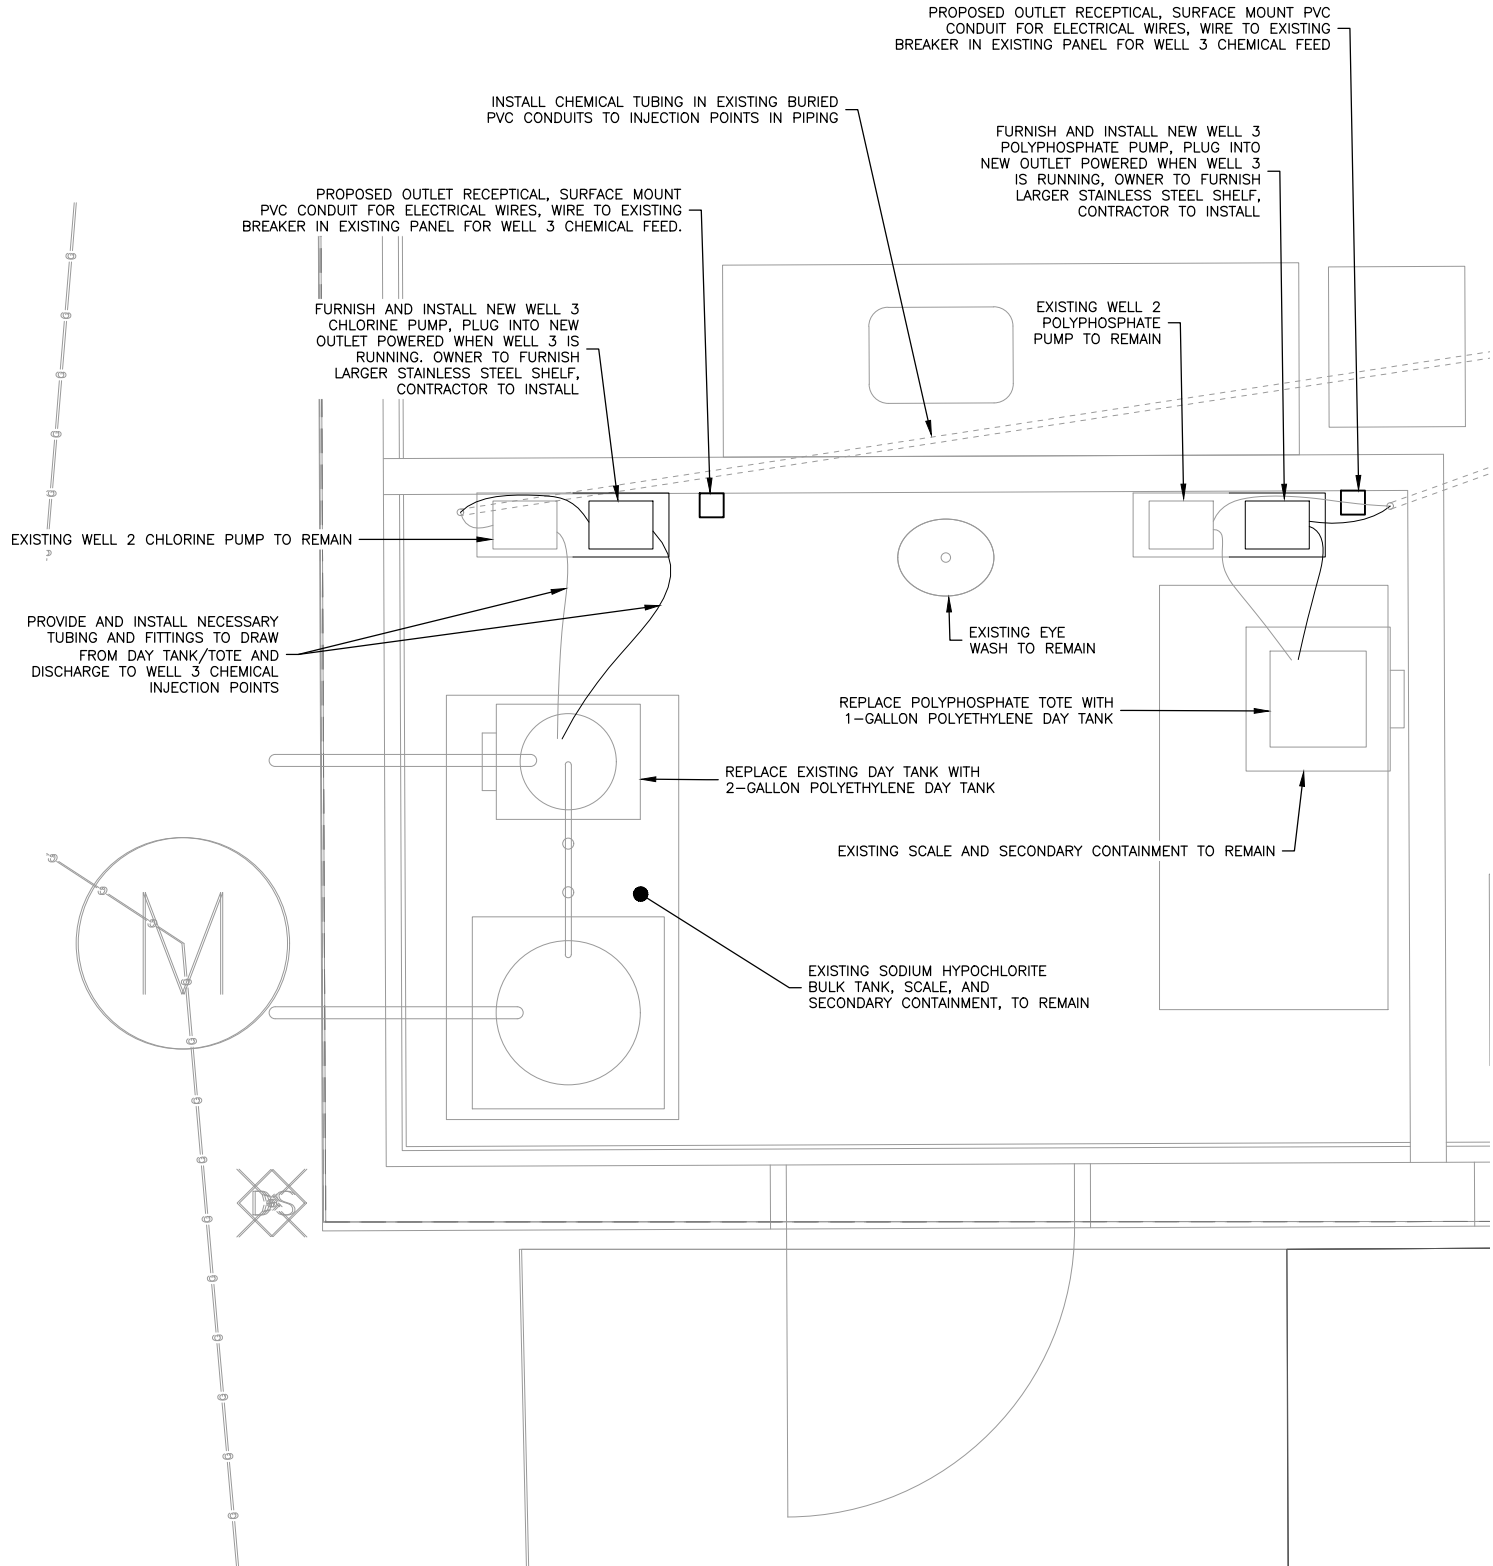 PROPOSED OUTLET RECEPTICAL, SURFACE MOUNT PVC
CONDUIT FOR ELECTRICAL WIRES, WIRE TO EXISTING
BREAKER IN EXISTING PANEL FOR WELL 3 CHEMICAL FEED
INSTALL CHEMICAL TUBING IN EXISTING BURIED
PVC CONDUITS TO INJECTION POINTS IN PIPING
FURNISH AND INSTALL NEW WELL 3
POLYPHOSPHATE PUMP, PLUG INTO
NEW OUTLET POWERED WHEN WELL 3
IS RUNNING, OWNER TO FURNISH
LARGER STAINLESS STEEL SHELF,
CONTRACTOR TO INSTALL
PROPOSED OUTLET RECEPTICAL, SURFACE MOUNT
PVC CONDUIT FOR ELECTRICAL WIRES, WIRE TO EXISTING
BREAKER IN EXISTING PANEL FOR WELL 3 CHEMICAL FEED.
FURNISH AND INSTALL NEW WELL 3
CHLORINE PUMP, PLUG INTO NEW
OUTLET POWERED WHEN WELL 3 IS
RUNNING. OWNER TO FURNISH
LARGER STAINLESS STEEL SHELF,
CONTRACTOR TO INSTALL
EXISTING WELL 2
POLYPHOSPHATE
PUMP TO REMAIN
EXISTING WELL 2 CHLORINE PUMP TO REMAIN
PROVIDE AND INSTALL NECESSARY
TUBING AND FITTINGS TO DRAW
FROM DAY TANK/TOTE AND
DISCHARGE TO WELL 3 CHEMICAL
INJECTION POINTS
EXISTING EYE
WASH TO REMAIN
REPLACE POLYPHOSPHATE TOTE WITH
1-GALLON POLYETHYLENE DAY TANK
REPLACE EXISTING DAY TANK WITH
2-GALLON POLYETHYLENE DAY TANK
EXISTING SCALE AND SECONDARY CONTAINMENT TO REMAIN
M
EXISTING SODIUM HYPOCHLORITE
BULK TANK, SCALE, AND
SECONDARY CONTAINMENT, TO REMAIN
DS